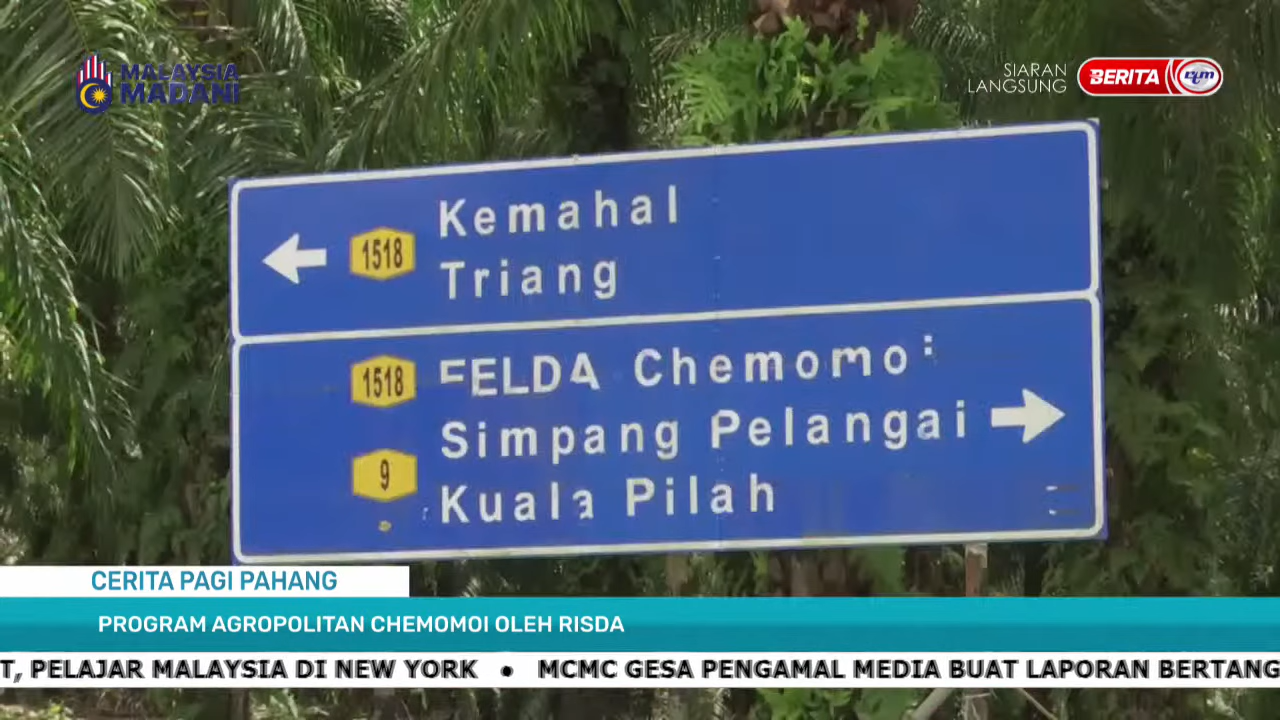 MALAYSIA
MADANI
SIARAN
LANGSUNG
BERITA rtm
Kemahal
1518
Triang
1518 FELDA Chemomoi
Simpang Pelangai
9
Kuala Pilah
CERITA PAGI PAHANG
PROGRAM AGROPOLITAN CHEMOMOI OLEH RISDA
T, PELAJAR MALAYSIA DI NEW YORK • MCMC GESA PENGAMAL MEDIA BUAT LAPORAN BERTANG